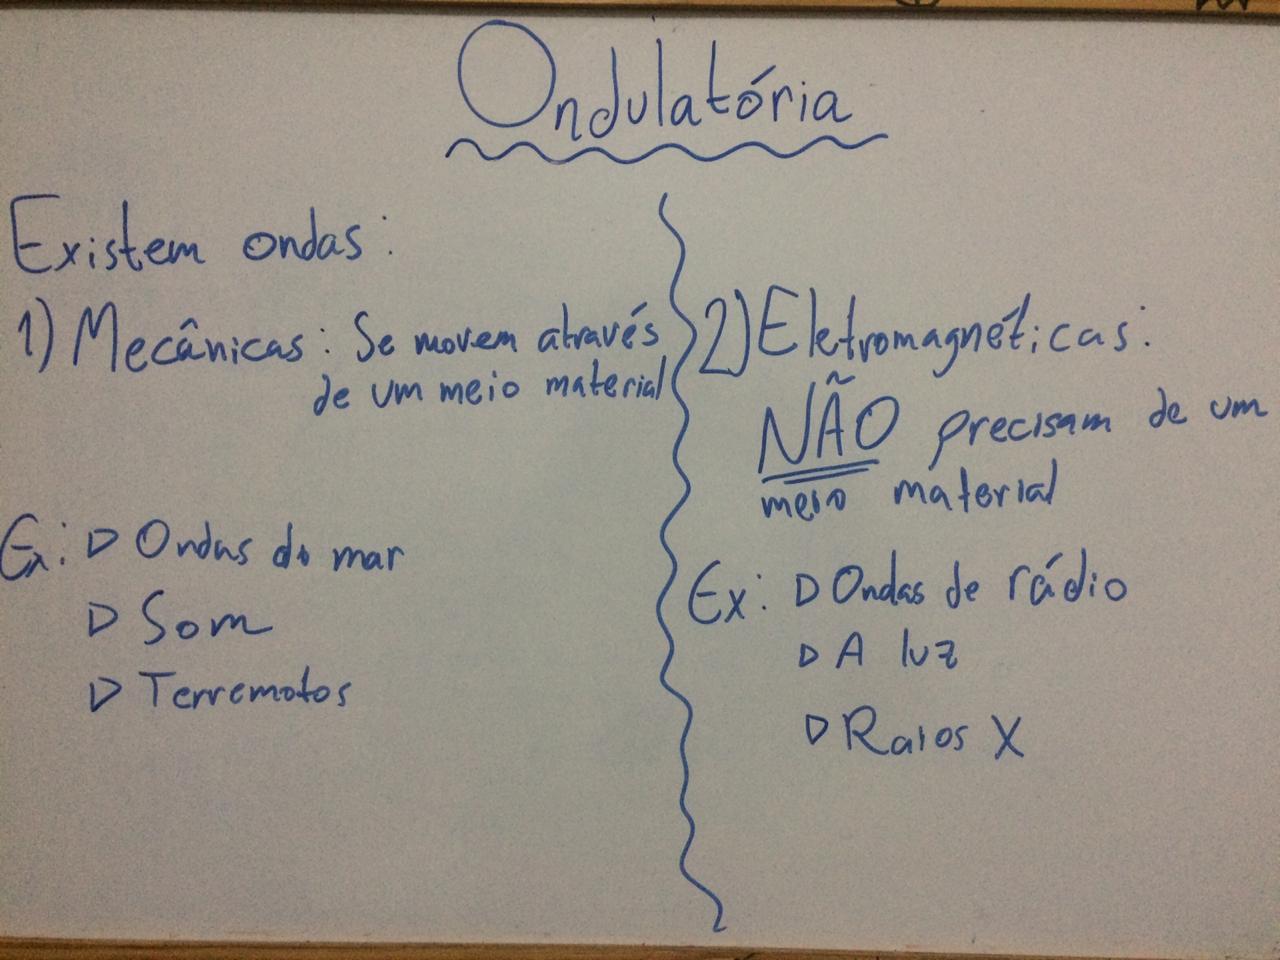 Ondulatória
Existem ondas:
1) Mecânicas: Se movem através
de um meio material
Ex: ▷ Ondas do mar
▷ Som
▷ Terremotos
2) Eletromagnéticas:
NÃO precisam de um
meio material
Ex: ▷ Ondas de rádio
▷ A luz
▷ Raios X